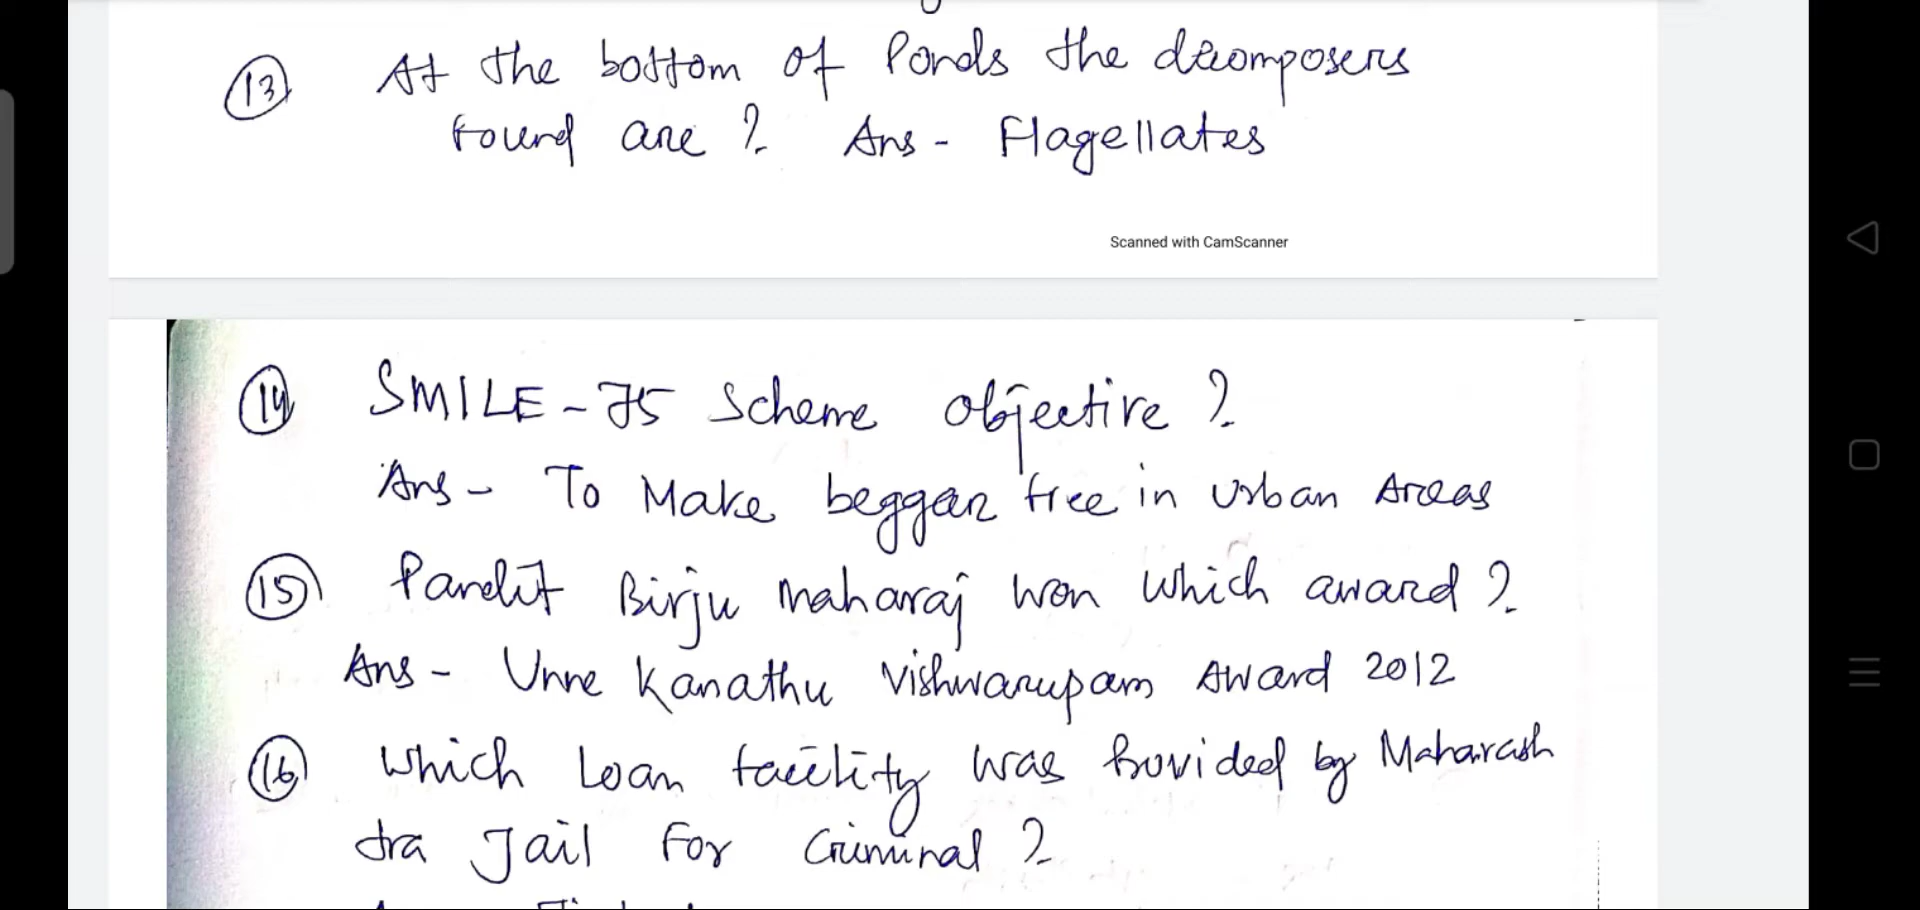 13 At the bottom of Ponds the decomposers
found are ? Ans - Flagellates
Scanned with CamScanner
14 SMILE - 75 Scheme objective ?
Ans - To Make beggar free in Urban Areas
15 Pandit Birju Maharaj won which award ?
Ans - Unne Kanathu Vishwarupam Award 2012
16 Which Loan facility was Provided by Maharash
tra Jail For Criminal ?